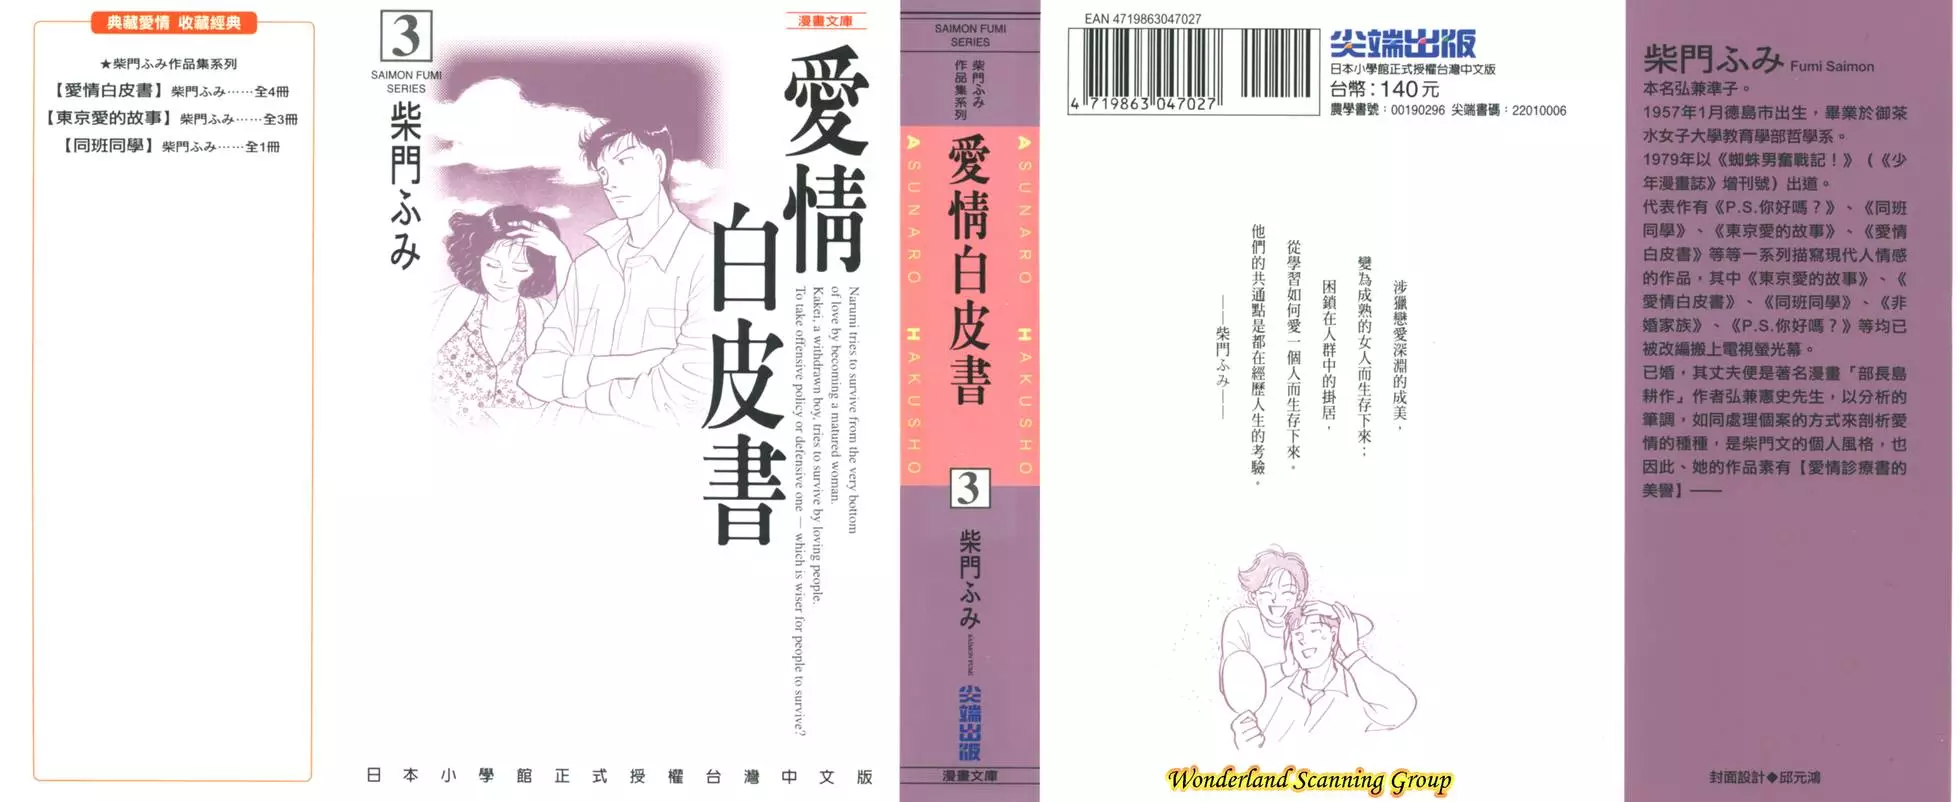 典藏愛情 收藏經典
★柴門ふみ作品集系列
【愛情白皮書】柴門ふみ……全4冊
【東京愛的故事】柴門ふみ……全3冊
【同班同學】柴門ふみ……全1冊
3
SAIMON FUMI
SERIES
柴門ふみ
漫畫文庫
愛情
白皮書
Narumi tries to survive from the very bottom
of love by becoming a matured woman.
Kakei, a withdrawn boy, tries to survive by loving people.
To take offensive policy or defensive one — which is wiser for people to survive?
日本小學館正式授權台灣中文版
SAIMON FUMI
SERIES
柴門ふみ
作品集系列
ASUNARO HAKUSHO
愛情白皮書
ASUNARO HAKUSHO
3
柴門ふみ
SAIMON FUMI
尖端出版
漫畫文庫
EAN 4719863047027
4 719863 047027
尖端出版
日本小學館正式授權台灣中文版
台幣：140元
農學書號：00190296 尖端書碼：22010006
涉獵戀愛深淵的成美，
變為成熟的女人而生存下來；
困鎖在人群中的掛居，
從學習如何愛一個人而生存下來。
他們的共通點是都在經歷人生的考驗。
——柴門ふみ——
Wonderland Scanning Group
柴門ふみ Fumi Saimon
本名弘兼準子。
1957年1月德島市出生，畢業於御茶
水女子大學教育學部哲學系。
1979年以《蜘蛛男奮戰記！》（《少
年漫畫誌》增刊號）出道。
代表作有《P.S.你好嗎？》、《同班
同學》、《東京愛的故事》、《愛情
白皮書》等等一系列描寫現代人情感
的作品，其中《東京愛的故事》、《
愛情白皮書》、《同班同學》、《非
婚家族》、《P.S.你好嗎？》等均已
被改編搬上電視螢光幕。
已婚，其丈夫便是著名漫畫「部長島
耕作」作者弘兼憲史先生，以分析的
筆調，如同處理個案的方式來剖析愛
情的種種，是柴門文的個人風格，也
因此、她的作品素有【愛情診療書的
美譽】——
封面設計◆邱元鴻